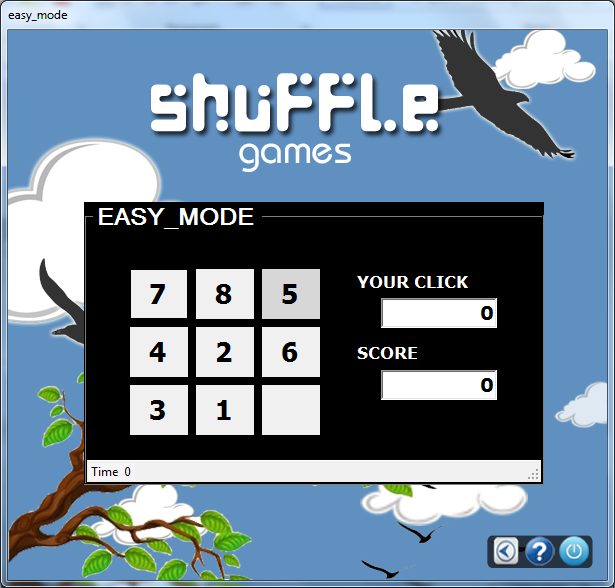 easy_mode
shuffle
games
EASY_MODE
7 8 5
YOUR CLICK
0
4 2 6
SCORE
0
3 1
Time 0
?